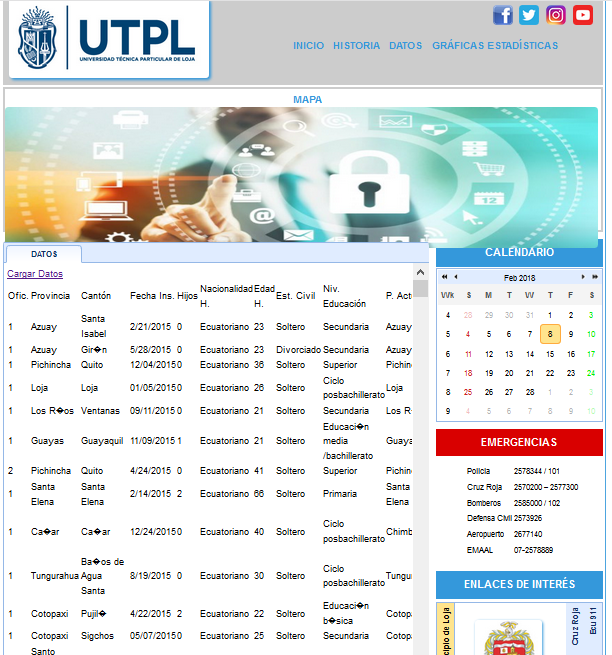 UTPL
UNIVERSIDAD TÉCNICA PARTICULAR DE LOJA
INICIO HISTORIA DATOS GRÁFICAS ESTADÍSTICAS
MAPA
12
DATOS
Cargar Datos
Ofic. Provincia Cantón Fecha Ins. Hijos Nacionalidad H. Edad H. Est. Civil Niv. Educación
1 Azuay Santa Isabel 2/21/2015 0 Ecuatoriano 23 Soltero Secundaria Azuay
1 Azuay Gir�n 5/28/2015 0 Ecuatoriano 23 Divorciado Secundaria Azuay
1 Pichincha Quito 12/04/2015 0 Ecuatoriano 36 Soltero Superior Pichin
1 Loja Loja 01/05/2015 0 Ecuatoriano 26 Soltero Ciclo posbachillerato Loja
1 Los R�os Ventanas 09/11/2015 0 Ecuatoriano 21 Soltero Secundaria Los R
1 Guayas Guayaquil 11/09/2015 1 Ecuatoriano 21 Soltero Educaci�n media /bachillerato Guaya
2 Pichincha Quito 4/24/2015 0 Ecuatoriano 41 Soltero Superior Pichin
1 Santa Elena Santa Elena 2/14/2015 2 Ecuatoriano 66 Soltero Primaria Santa Elena
1 Ca�ar Ca�ar 12/24/2015 0 Ecuatoriano 40 Soltero Ciclo posbachillerato Chimb
1 Tungurahua Ba�os de Agua Santa 8/19/2015 0 Ecuatoriano 30 Soltero Ciclo posbachillerato Tungu
1 Cotopaxi Pujil� 4/22/2015 2 Ecuatoriano 22 Soltero Educaci�n b�sica Cotop
1 Cotopaxi Sigchos 05/07/2015 0 Ecuatoriano 25 Soltero Secundaria Cotop
Santo
CALENDARIO
Feb 2018
Wk S M T W T F S
4 28 29 30 31 1 2 3
5 4 5 6 7 8 9 10
6 11 12 13 14 15 16 17
7 18 19 20 21 22 23 24
8 25 26 27 28 1 2 3
9 4 5 6 7 8 9 10
EMERGENCIAS
Policia 2578344 / 101
Cruz Roja 2570200 – 2577300
Bomberos 2585000 / 102
Defensa Civil 2573926
Aeropuerto 2677140
EMAAL 07-2578889
ENLACES DE INTERÉS
cipio de Loja
Cruz Roja
Ecu 911